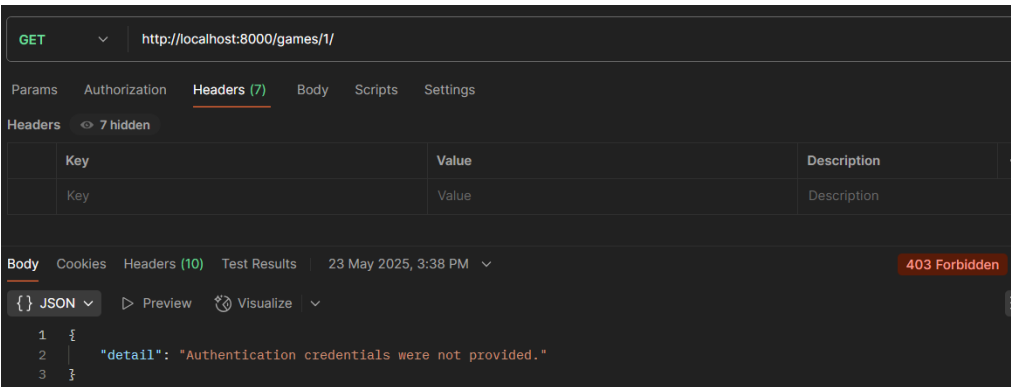 GET http://localhost:8000/games/1/
Params Authorization Headers (7) Body Scripts Settings
Headers 7 hidden
Key Value Description
Key Value Description
Body Cookies Headers (10) Test Results 23 May 2025, 3:38 PM 403 Forbidden
{} JSON Preview Visualize
1 {
2 "detail": "Authentication credentials were not provided."
3 }